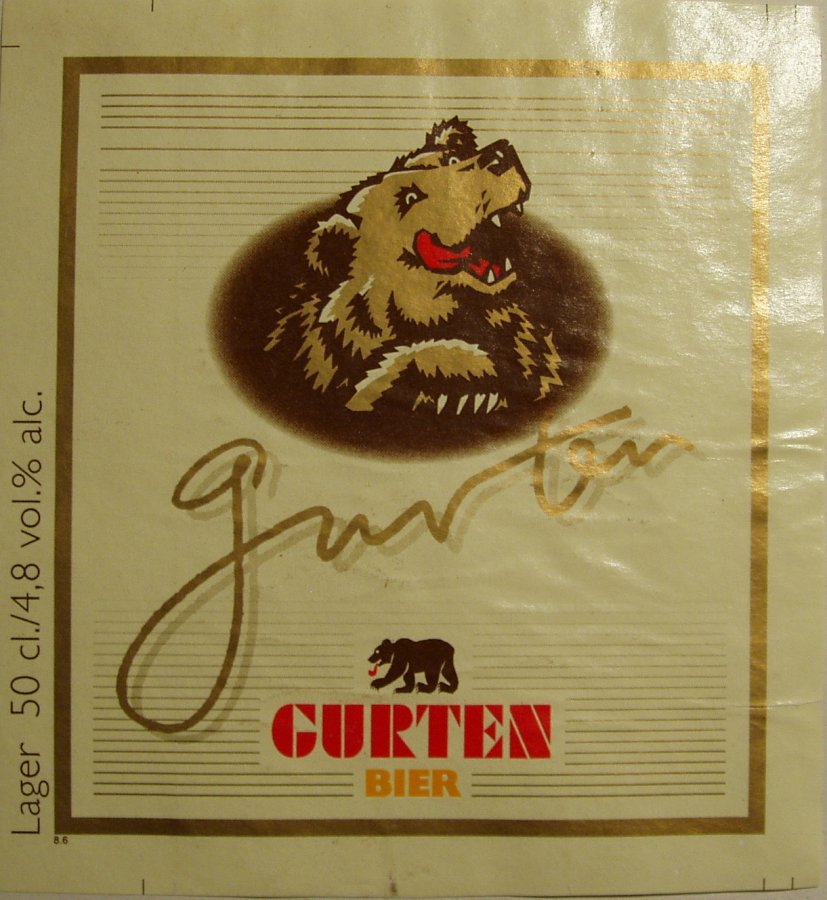 Lager 50 cl./4,8 vol.% alc.
gurten
GURTEN
BIER
8.6